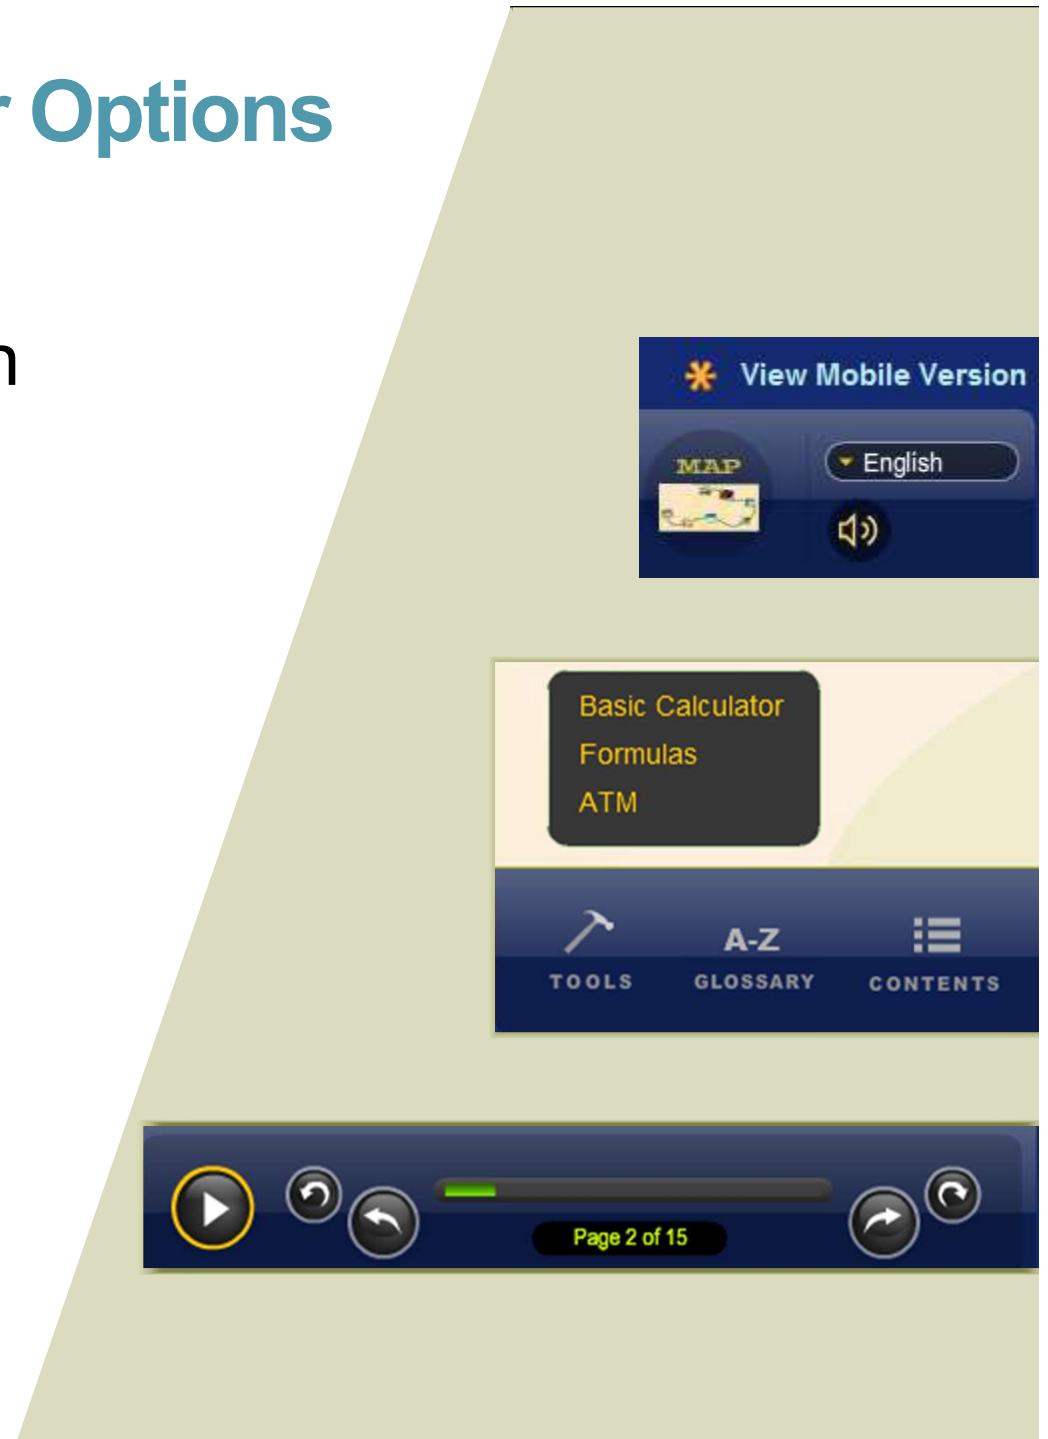 r Options
n
View Mobile Version
MAP
English
Basic Calculator
Formulas
ATM
A-Z
TOOLS GLOSSARY CONTENTS
Page 2 of 15